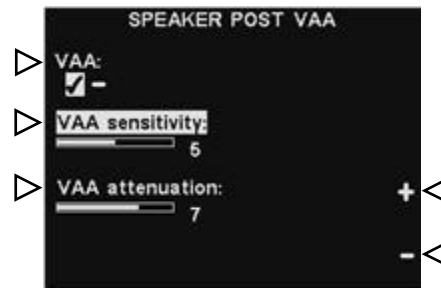 SPEAKER POST VAA
VAA:
✓ –
VAA sensitivity:
5
VAA attenuation:
7
+
–